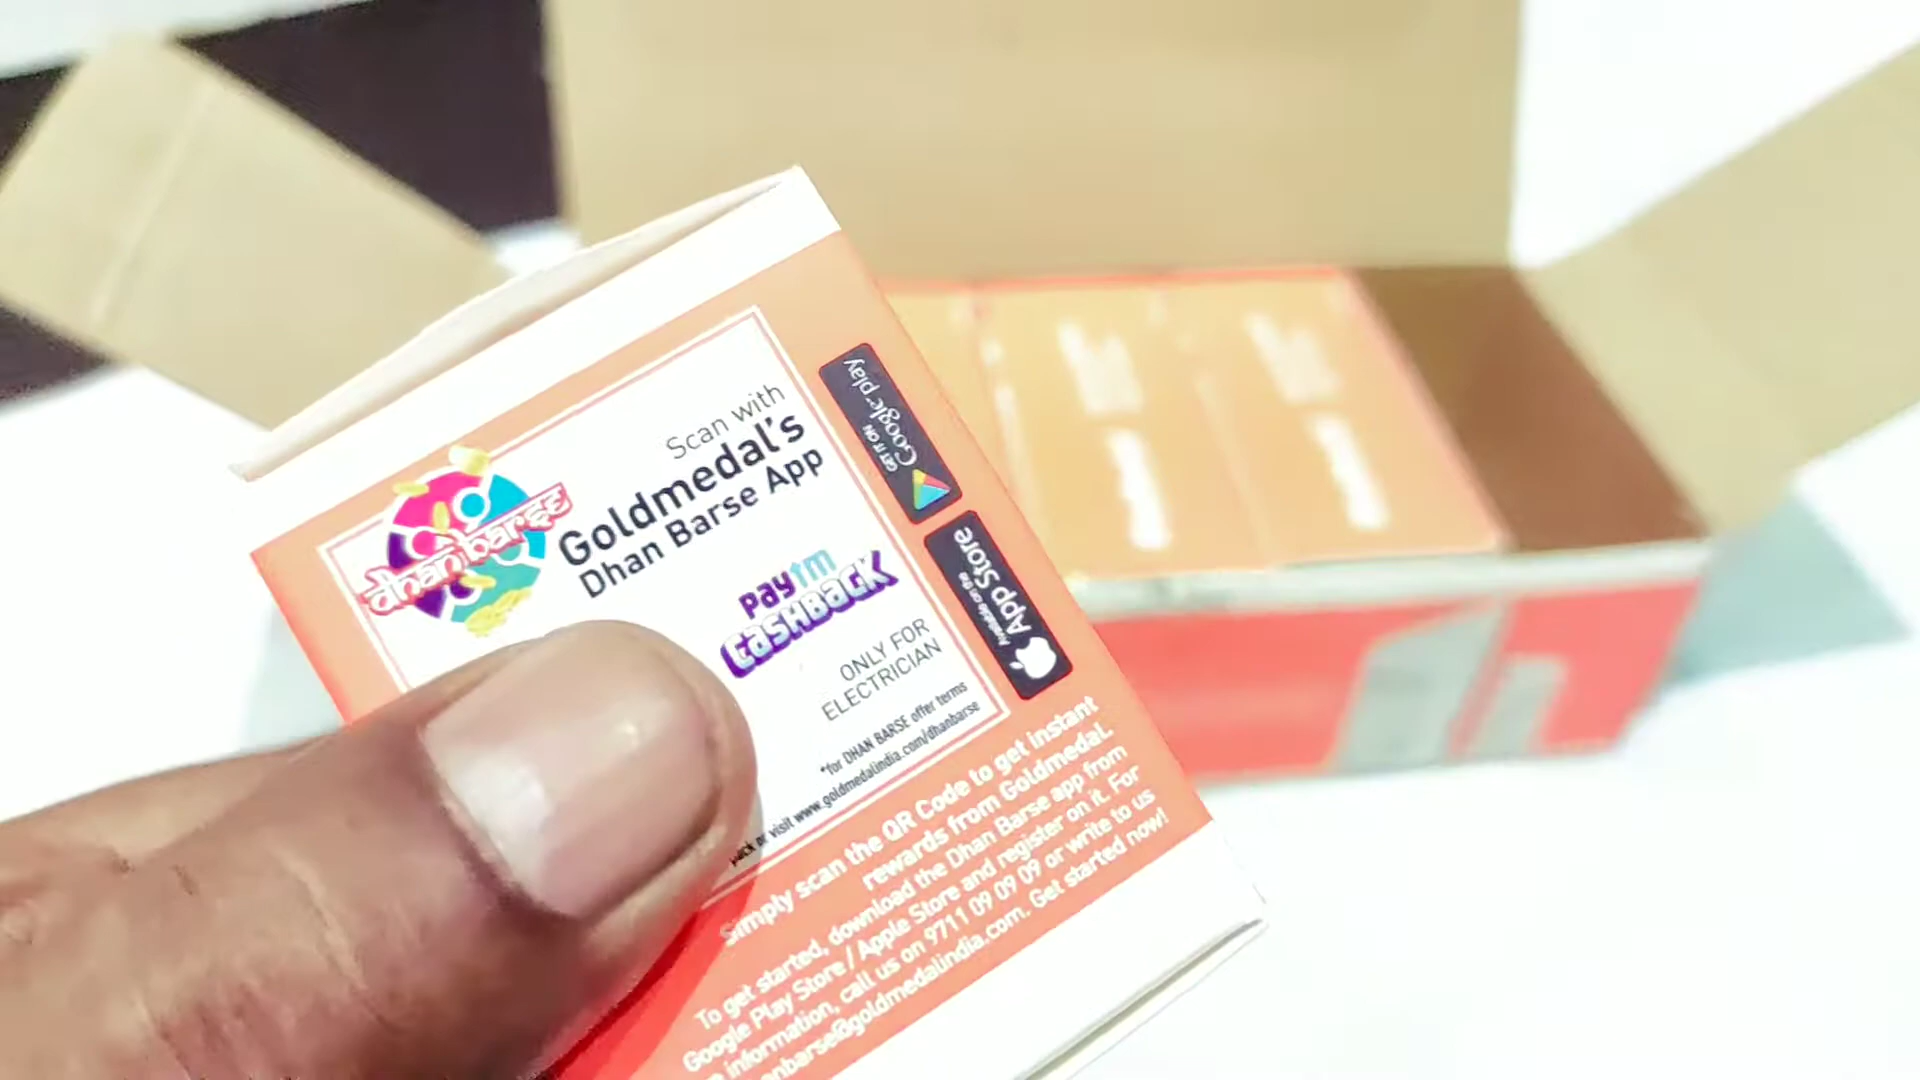 dhanbarse
Scan with
Goldmedal's
Dhan Barse App
paytm
CASHBACK
ONLY FOR
ELECTRICIAN
*for DHAN BARSE offer terms
or visit www.goldmedalindia.com/dhanbarse
GET IT ON
Google play
Available on the
App Store
Simply scan the QR Code to get instant
rewards from Goldmedal.
To get started, download the Dhan Barse app from
Google Play Store / Apple Store and register on it. For
information, call us on 9711 09 09 09 or write to us
nbarse@goldmedalindia.com. Get started now!